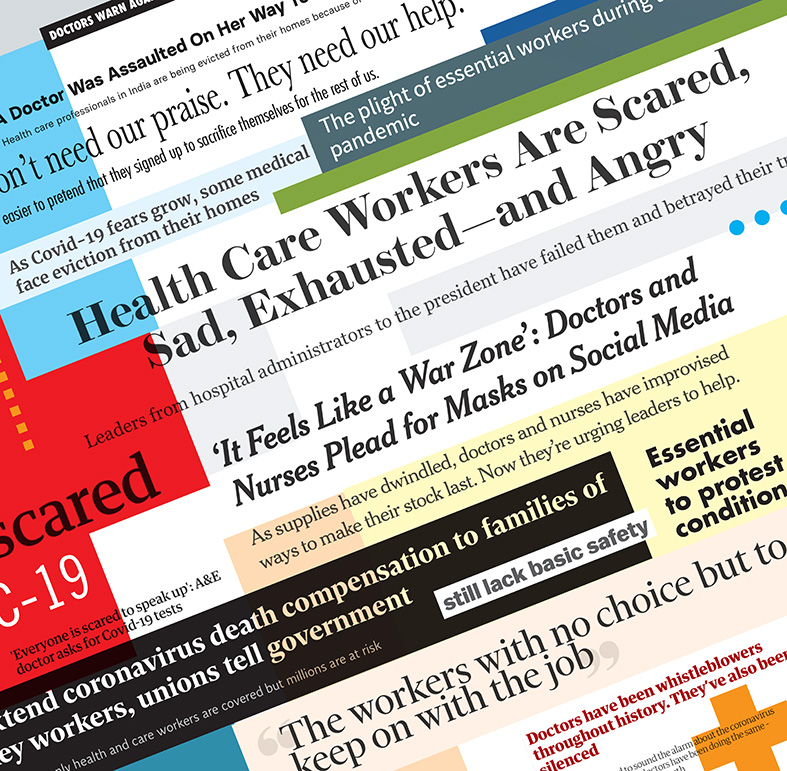 DOCTORS WARN AGA
A Doctor Was Assaulted On Her Way To
Health care professionals in India are being evicted from their homes because of
on't need our praise. They need our help.
easier to pretend that they signed up to sacrifice themselves for the rest of us.
The plight of essential workers during
pandemic
As Covid-19 fears grow, some medical
face eviction from their homes
Health Care Workers Are Scared,
Sad, Exhausted—and Angry
Leaders from hospital administrators to the president have failed them and betrayed their tr
'It Feels Like a War Zone': Doctors and
Nurses Plead for Masks on Social Media
As supplies have dwindled, doctors and nurses have improvised
ways to make their stock last. Now they're urging leaders to help.
Essential
workers
to protest
condition
scared
C-19
'Everyone is scared to speak up': A&E
doctor asks for Covid-19 tests
xtend coronavirus death compensation to families of
ey workers, unions tell government
still lack basic safety
nly health and care workers are covered but millions are at risk
"The workers with no choice but to
keep on with the job"
Doctors have been whistleblowers
throughout history. They've also been
silenced
d to sound the alarm about the coronavirus
doctors have been doing the same -